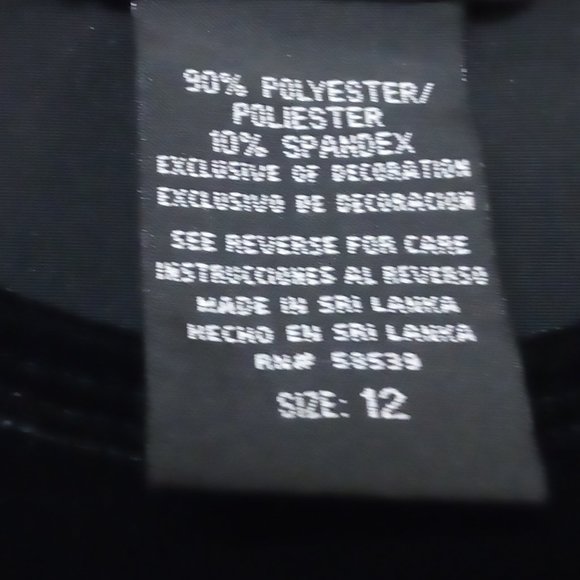 90% POLYESTER/
POLIESTER
10% SPANDEX
EXCLUSIVE OF DECORATION
EXCLUSIVO DE DECORACION
SEE REVERSE FOR CARE
INSTRUCCIONES AL REVERSO
MADE IN SRI LANKA
HECHO EN SRI LANKA
RN# 58539
SIZE: 12